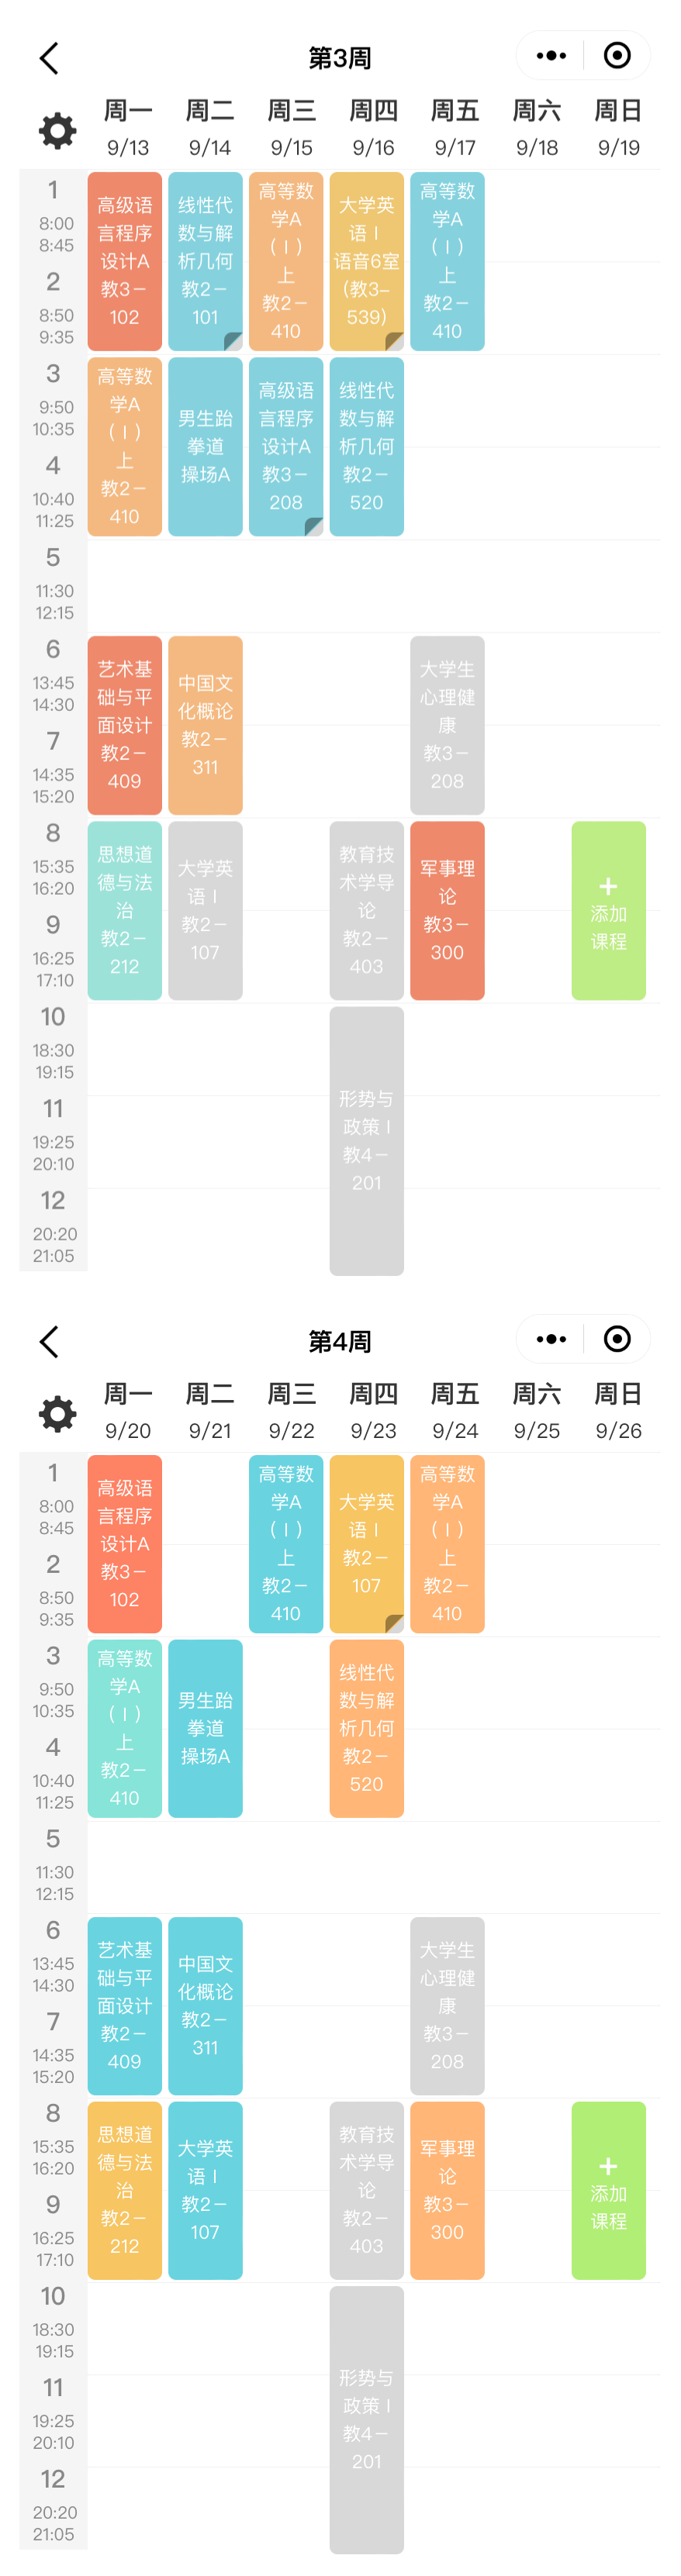 第3周
周一 周二 周三 周四 周五 周六 周日
9/13 9/14 9/15 9/16 9/17 9/18 9/19
1
8:00
8:45
2
8:50
9:35
3
9:50
10:35
4
10:40
11:25
5
11:30
12:15
6
13:45
14:30
7
14:35
15:20
8
15:35
16:20
9
16:25
17:10
10
18:30
19:15
11
19:25
20:10
12
20:20
21:05
高级语
言程序
设计A
教3-
102
高等数
学A
(Ⅰ)
上
教2-
410
艺术基
础与平
面设计
教2-
409
思想道
德与法
治
教2-
212
线性代
数与解
析几何
教2-
101
男生跆
拳道
操场A
中国文
化概论
教2-
311
大学英
语Ⅰ
教2-
107
高等数
学A
(Ⅰ)
上
教2-
410
高级语
言程序
设计A
教3-
208
大学英
语Ⅰ
语音6室
(教3-
539)
线性代
数与解
析几何
教2-
520
教育技
术学导
论
教2-
403
形势与
政策Ⅰ
教4-
201
高等数
学A
(Ⅰ)
上
教2-
410
大学生
心理健
康
教3-
208
军事理
论
教3-
300
+
添加
课程
第4周
周一 周二 周三 周四 周五 周六 周日
9/20 9/21 9/22 9/23 9/24 9/25 9/26
1
8:00
8:45
2
8:50
9:35
3
9:50
10:35
4
10:40
11:25
5
11:30
12:15
6
13:45
14:30
7
14:35
15:20
8
15:35
16:20
9
16:25
17:10
10
18:30
19:15
11
19:25
20:10
12
20:20
21:05
高级语
言程序
设计A
教3-
102
高等数
学A
(Ⅰ)
上
教2-
410
艺术基
础与平
面设计
教2-
409
思想道
德与法
治
教2-
212
男生跆
拳道
操场A
中国文
化概论
教2-
311
大学英
语Ⅰ
教2-
107
高等数
学A
(Ⅰ)
上
教2-
410
大学英
语Ⅰ
教2-
107
线性代
数与解
析几何
教2-
520
教育技
术学导
论
教2-
403
形势与
政策Ⅰ
教4-
201
高等数
学A
(Ⅰ)
上
教2-
410
大学生
心理健
康
教3-
208
军事理
论
教3-
300
+
添加
课程